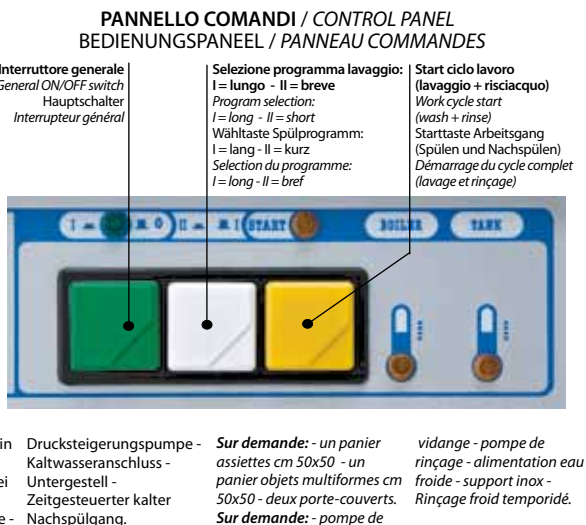 PANNELLO COMANDI / CONTROL PANEL
BEDIENUNGSPANEEL / PANNEAU COMMANDES
Interruttore generale
General ON/OFF switch
Hauptschalter
Interrupteur général
Selezione programma lavaggio:
I = lungo - II = breve
Program selection:
I = long - II = short
Wähltaste Spülprogramm:
I = lang - II = kurz
Selection du programme:
I = long - II = bref
Start ciclo lavoro
(lavaggio + risciacquo)
Work cycle start
(wash + rinse)
Starttaste Arbeitsgang
(Spülen und Nachspülen)
Démarrage du cycle complet
(lavage et rinçage)
I 0 II I START BOILER TANK
in
ei
e -
Drucksteigerungspumpe -
Kaltwasseranschluss -
Untergestell -
Zeitgesteuerter kalter
Nachspülgang.
Sur demande: - un panier
assiettes cm 50x50 - un
panier objets multiformes cm
50x50 - deux porte-couverts.
Sur demande: - pompe de
vidange - pompe de
rinçage - alimentation eau
froide - support inox -
Rinçage froid temporidé.